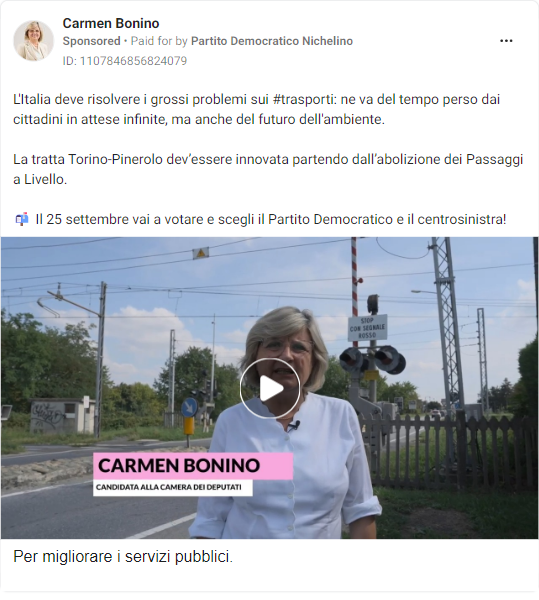 Carmen Bonino
Sponsored • Paid for by Partito Democratico Nichelino
ID: 1107846856824079
L'Italia deve risolvere i grossi problemi sui #trasporti: ne va del tempo perso dai
cittadini in attese infinite, ma anche del futuro dell'ambiente.
La tratta Torino-Pinerolo dev'essere innovata partendo dall'abolizione dei Passaggi
a Livello.
📬 Il 25 settembre vai a votare e scegli il Partito Democratico e il centrosinistra!
STOP
CON SEGNALE
ROSSO
CARMEN BONINO
CANDIDATA ALLA CAMERA DEI DEPUTATI
Per migliorare i servizi pubblici.